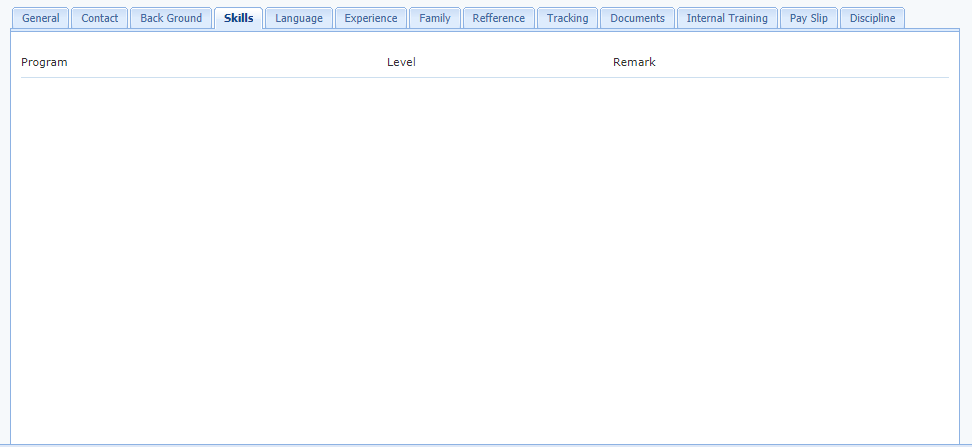 General Contact Back Ground Skills Language Experience Family Refference Tracking Documents Internal Training Pay Slip Discipline
Program Level Remark